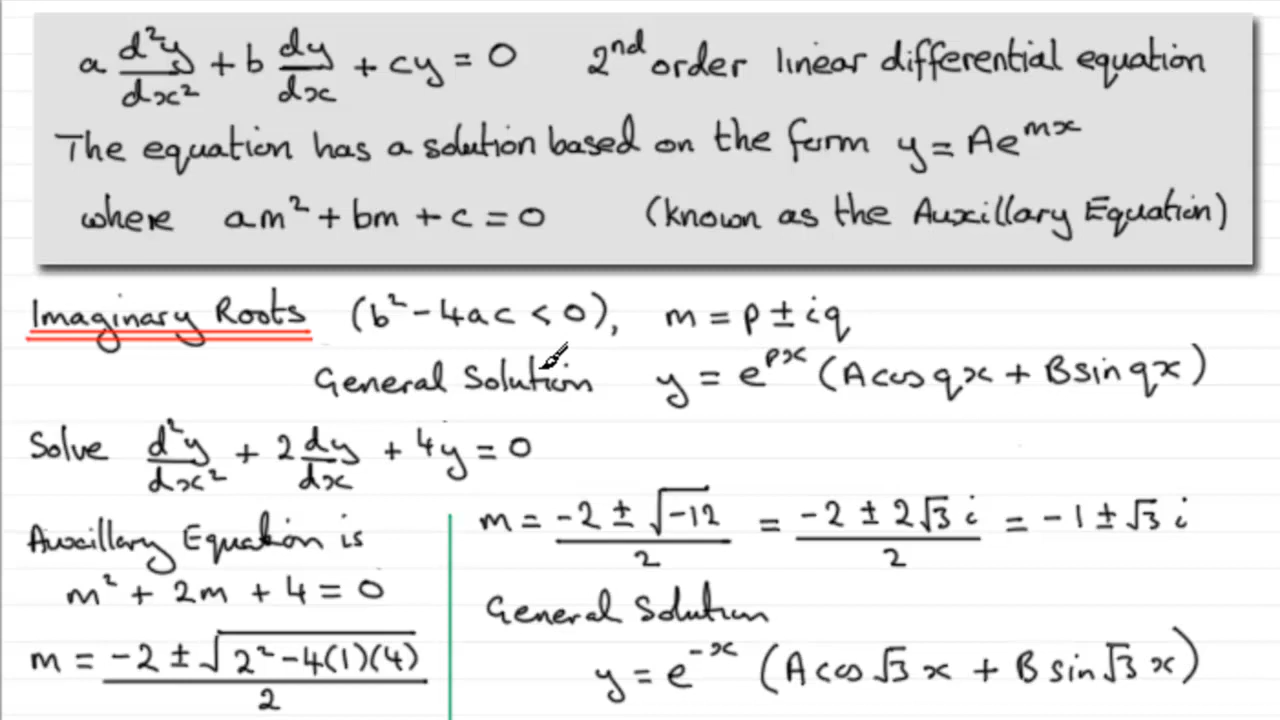 a d²y/dx² + b dy/dx + cy = 0 2nd order linear differential equation
The equation has a solution based on the form y = Ae^mx
where am² + bm + c = 0 (known as the Auxillary Equation)
Imaginary Roots (b² - 4ac < 0), m = p ± iq
General Solution y = e^px (A cos qx + B sin qx)
Solve d²y/dx² + 2 dy/dx + 4y = 0
Auxillary Equation is
m² + 2m + 4 = 0
m = -2 ± √(2² - 4(1)(4)) / 2
m = -2 ± √-12 / 2 = -2 ± 2√3 i / 2 = -1 ± √3 i
General Solution
y = e^-x (A cos √3 x + B sin √3 x)